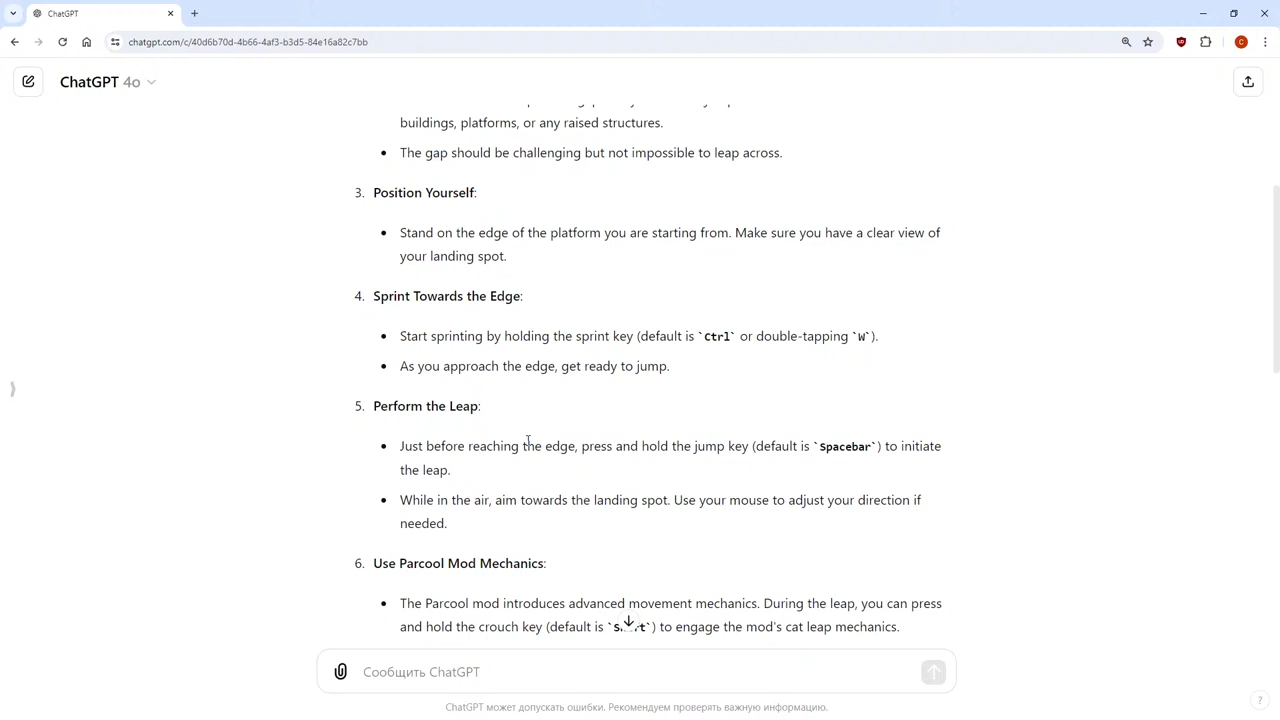 ChatGPT
chatgpt.com/c/40d6b70d-4b66-4af3-b3d5-84e16a82c7bb
ChatGPT 4o
buildings, platforms, or any raised structures.
• The gap should be challenging but not impossible to leap across.
3. Position Yourself:
• Stand on the edge of the platform you are starting from. Make sure you have a clear view of
your landing spot.
4. Sprint Towards the Edge:
• Start sprinting by holding the sprint key (default is `Ctrl` or double-tapping `W`).
• As you approach the edge, get ready to jump.
5. Perform the Leap:
• Just before reaching the edge, press and hold the jump key (default is `Spacebar`) to initiate
the leap.
• While in the air, aim towards the landing spot. Use your mouse to adjust your direction if
needed.
6. Use Parcool Mod Mechanics:
• The Parcool mod introduces advanced movement mechanics. During the leap, you can press
and hold the crouch key (default is ) to engage the mod's cat leap mechanics.
Сообщить ChatGPT
ChatGPT может допускать ошибки. Рекомендуем проверять важную информацию.
?